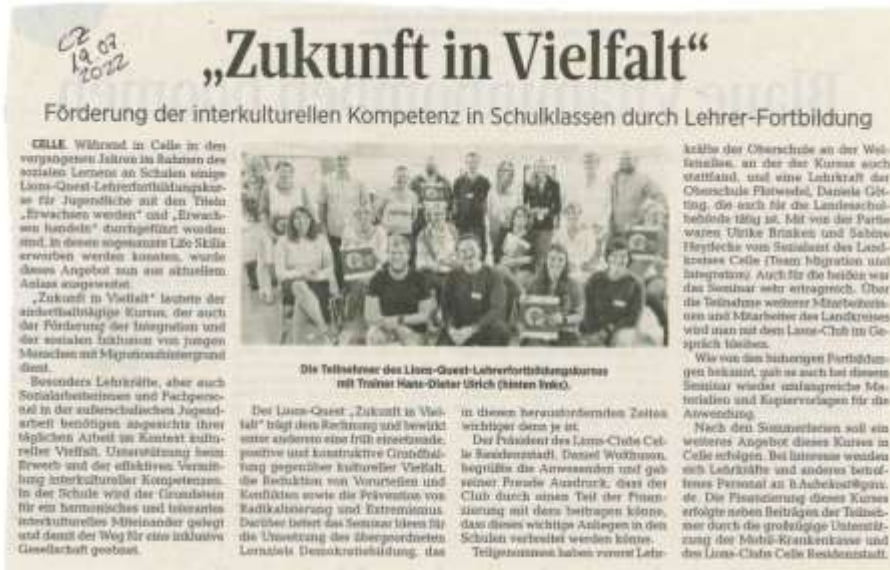 CZ
19.07
2022
„Zukunft in Vielfalt“
Förderung der interkulturellen Kompetenz in Schulklassen durch Lehrer-Fortbildung
CELLE. Während in Celle in den
vergangenen Jahren im Rahmen des
sozialen Lernens an Schulen einige
Lions-Quest-Lehrerfortbildungskur-
se für Jugendliche mit den Titeln
„Erwachsen werden“ und „Erwach-
sen handeln“ durchgeführt worden
sind, in denen sogenannte Life Skills
erworben werden konnten, wurde
dieses Angebot nun aus aktuellem
Anlass ausgeweitet.
„Zukunft in Vielfalt“ lautete der
anderthalbtägige Kursus, der auch
der Förderung der Integration und
der sozialen Inklusion von jungen
Menschen mit Migrationshintergrund
dient.
Besonders Lehrkräfte, aber auch
Sozialarbeiterinnen und Fachperso-
nal in der außerschulischen Jugend-
arbeit benötigen angesichts ihrer
täglichen Arbeit im Kontext kultu-
reller Vielfalt, Unterstützung beim
Erwerb und der effektiven Vermitt-
lung interkultureller Kompetenzen.
In der Schule wird der Grundstein
für ein harmonisches und tolerantes
interkulturelles Miteinander gelegt
und damit der Weg für eine inklusive
Gesellschaft geebnet.
Die Teilnehmer des Lions-Quest-Lehrerfortbildungskurses
mit Trainer Hans-Dieter Ulrich (hinten links).
Der Lions-Quest „Zukunft in Viel-
falt“ trägt dem Rechnung und bewirkt
unter anderem eine früh einsetzende,
positive und konstruktive Grundhal-
tung gegenüber kultureller Vielfalt,
die Reduktion von Vorurteilen und
Konflikten sowie die Prävention von
Radikalisierung und Extremismus.
Darüber liefert das Seminar Ideen für
die Umsetzung des übergeordneten
Lernziels Demokratiebildung, das
in diesen herausfordernden Zeiten
wichtiger denn je ist.
Der Präsident des Lions-Clubs Cel-
le Residenzstadt, Daniel
begrüßte die Anwesenden und gab
seiner Freude Ausdruck, dass der
Club durch einen Teil der Finan-
zierung mit dazu beitragen könne,
dass dieses wichtige Anliegen in den
Schulen verbreitet werden könne.
Teilgenommen haben vorerst Lehr-
kräfte der Oberschule an der Wel-
fenallee, an der der Kursus auch
stattfand, und eine Lehrkraft der
Oberschule Flotwedel, Daniela Göt-
ting, die auch für die Landesschul-
behörde tätig ist. Mit von der Partie
waren Ulrike Brinken und Sabine
Heydecke vom Sozialamt des Land-
kreises Celle (Team Migration und
Integration). Auch für die beiden war
das Seminar sehr ertragreich. Über
die Teilnahme weiterer Mitarbeiterin-
nen und Mitarbeiter des Landkreises
wird man mit dem Lions-Club im Ge-
spräch bleiben.
Wie von den bisherigen Fortbildun-
gen bekannt, gab es auch bei diesem
Seminar wieder umfangreiche Ma-
terialien und Kopiervorlagen für die
Anwendung.
Nach den Sommerferien soll ein
weiteres Angebot dieses Kurses in
Celle erfolgen. Bei Interesse wenden
sich Lehrkräfte und anderes betrof-
fenes Personal an
de. Die Finanzierung dieses Kurses
erfolgte neben Beiträgen der Teilneh-
mer durch die großzügige Unterstüt-
zung der Mobil-Krankenkasse und
des Lions-Clubs Celle Residenzstadt.